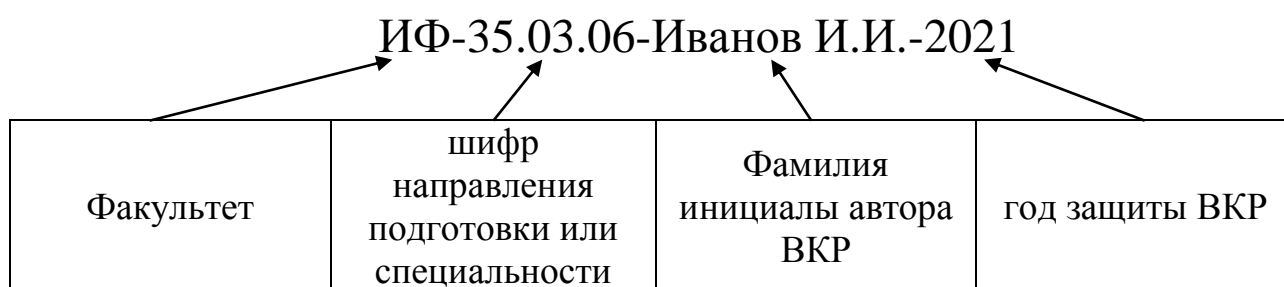 ИФ-35.03.06-Иванов И.И.-2021
Факультет
шифр
направления
подготовки или
специальности
Фамилия
инициалы автора
ВКР
год защиты ВКР